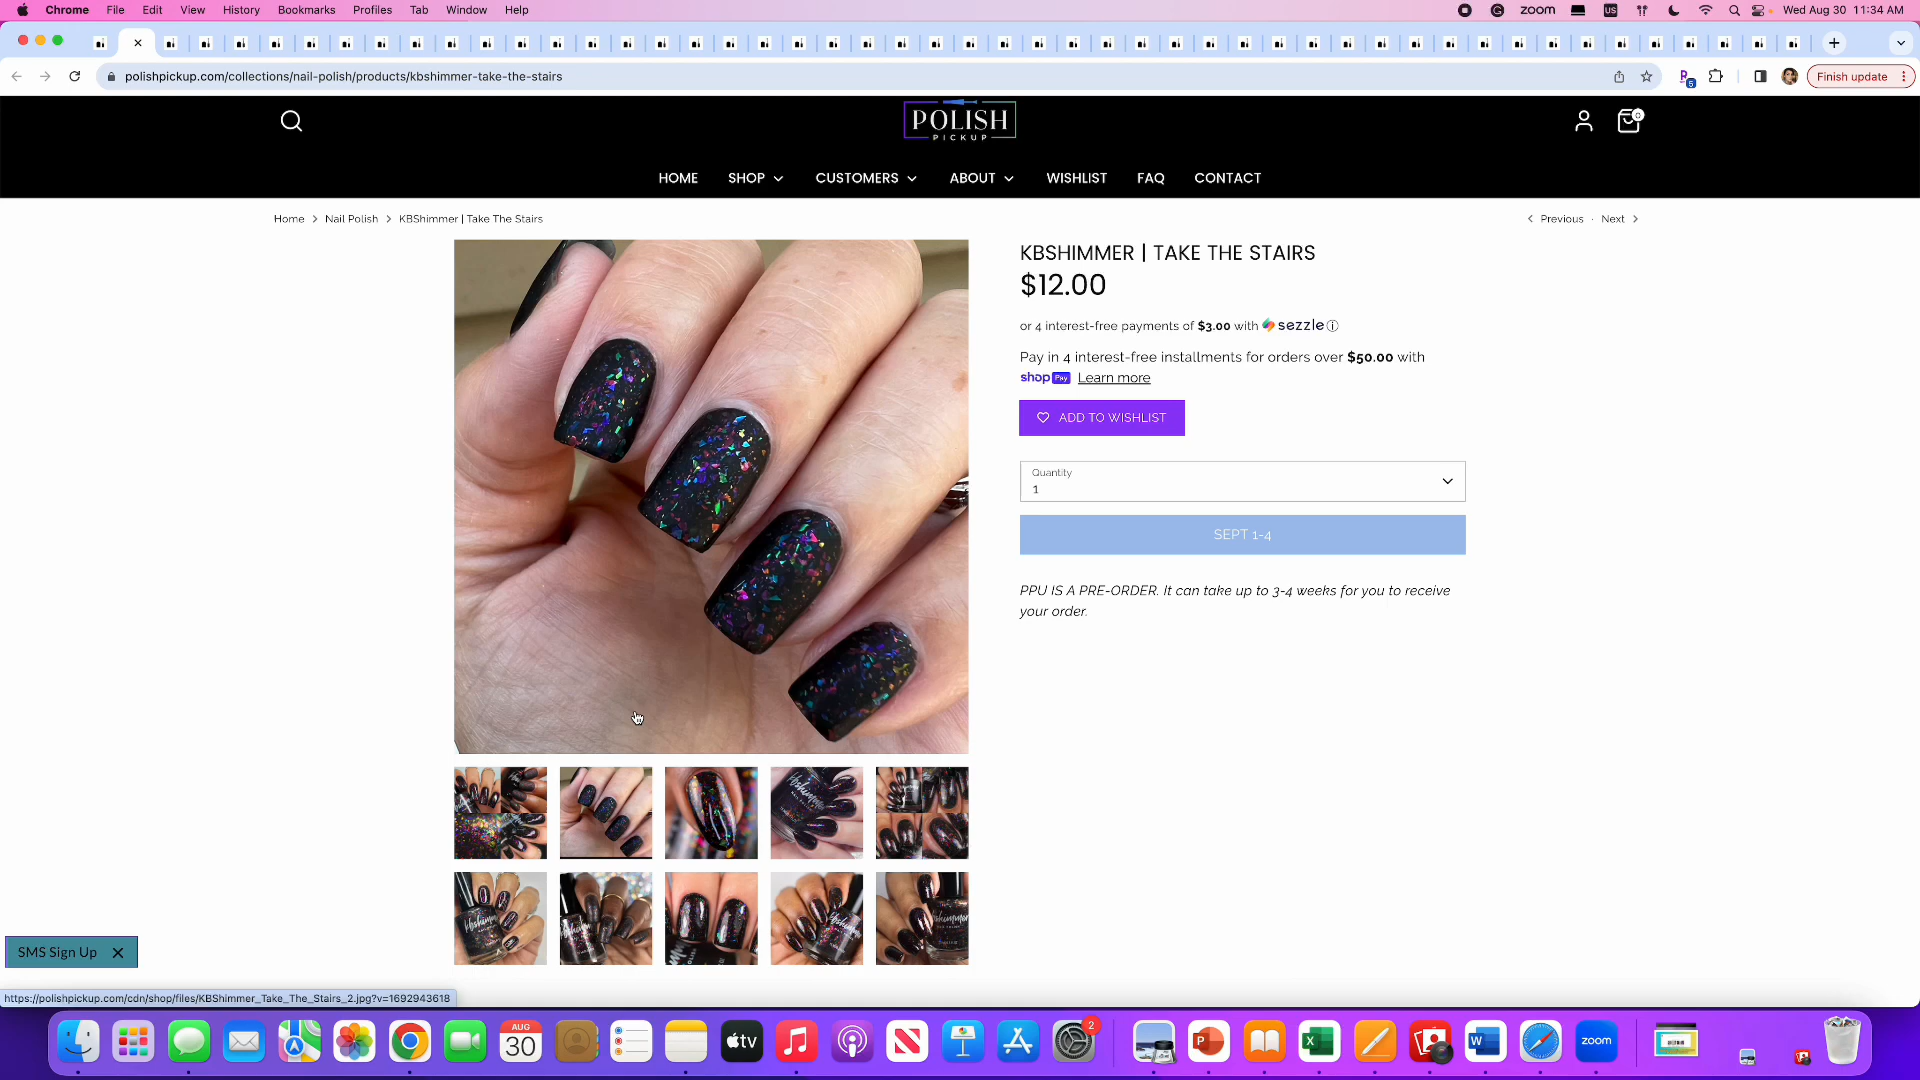 Chrome File Edit View History Bookmarks Profiles Tab Window Help zoom US Wed Aug 30 11:34 AM
polishpickup.com/collections/nail-polish/products/kbshimmer-take-the-stairs 5 Finish update
POLISH
PICKUP
0
HOME SHOP CUSTOMERS ABOUT WISHLIST FAQ CONTACT
Home > Nail Polish > KBShimmer | Take The Stairs
< Previous · Next >
KBSHIMMER | TAKE THE STAIRS
$12.00
or 4 interest-free payments of $3.00 with sezzle
Pay in 4 interest-free installments for orders over $50.00 with
shop Pay Learn more
ADD TO WISHLIST
Quantity
1
SEPT 1-4
PPU IS A PRE-ORDER. It can take up to 3-4 weeks for you to receive
your order.
SMS Sign Up
https://polishpickup.com/cdn/shop/files/KBShimmer_Take_The_Stairs_2.jpg?v=1692943618
AUG
30
tv
2
P
X
W
zoom